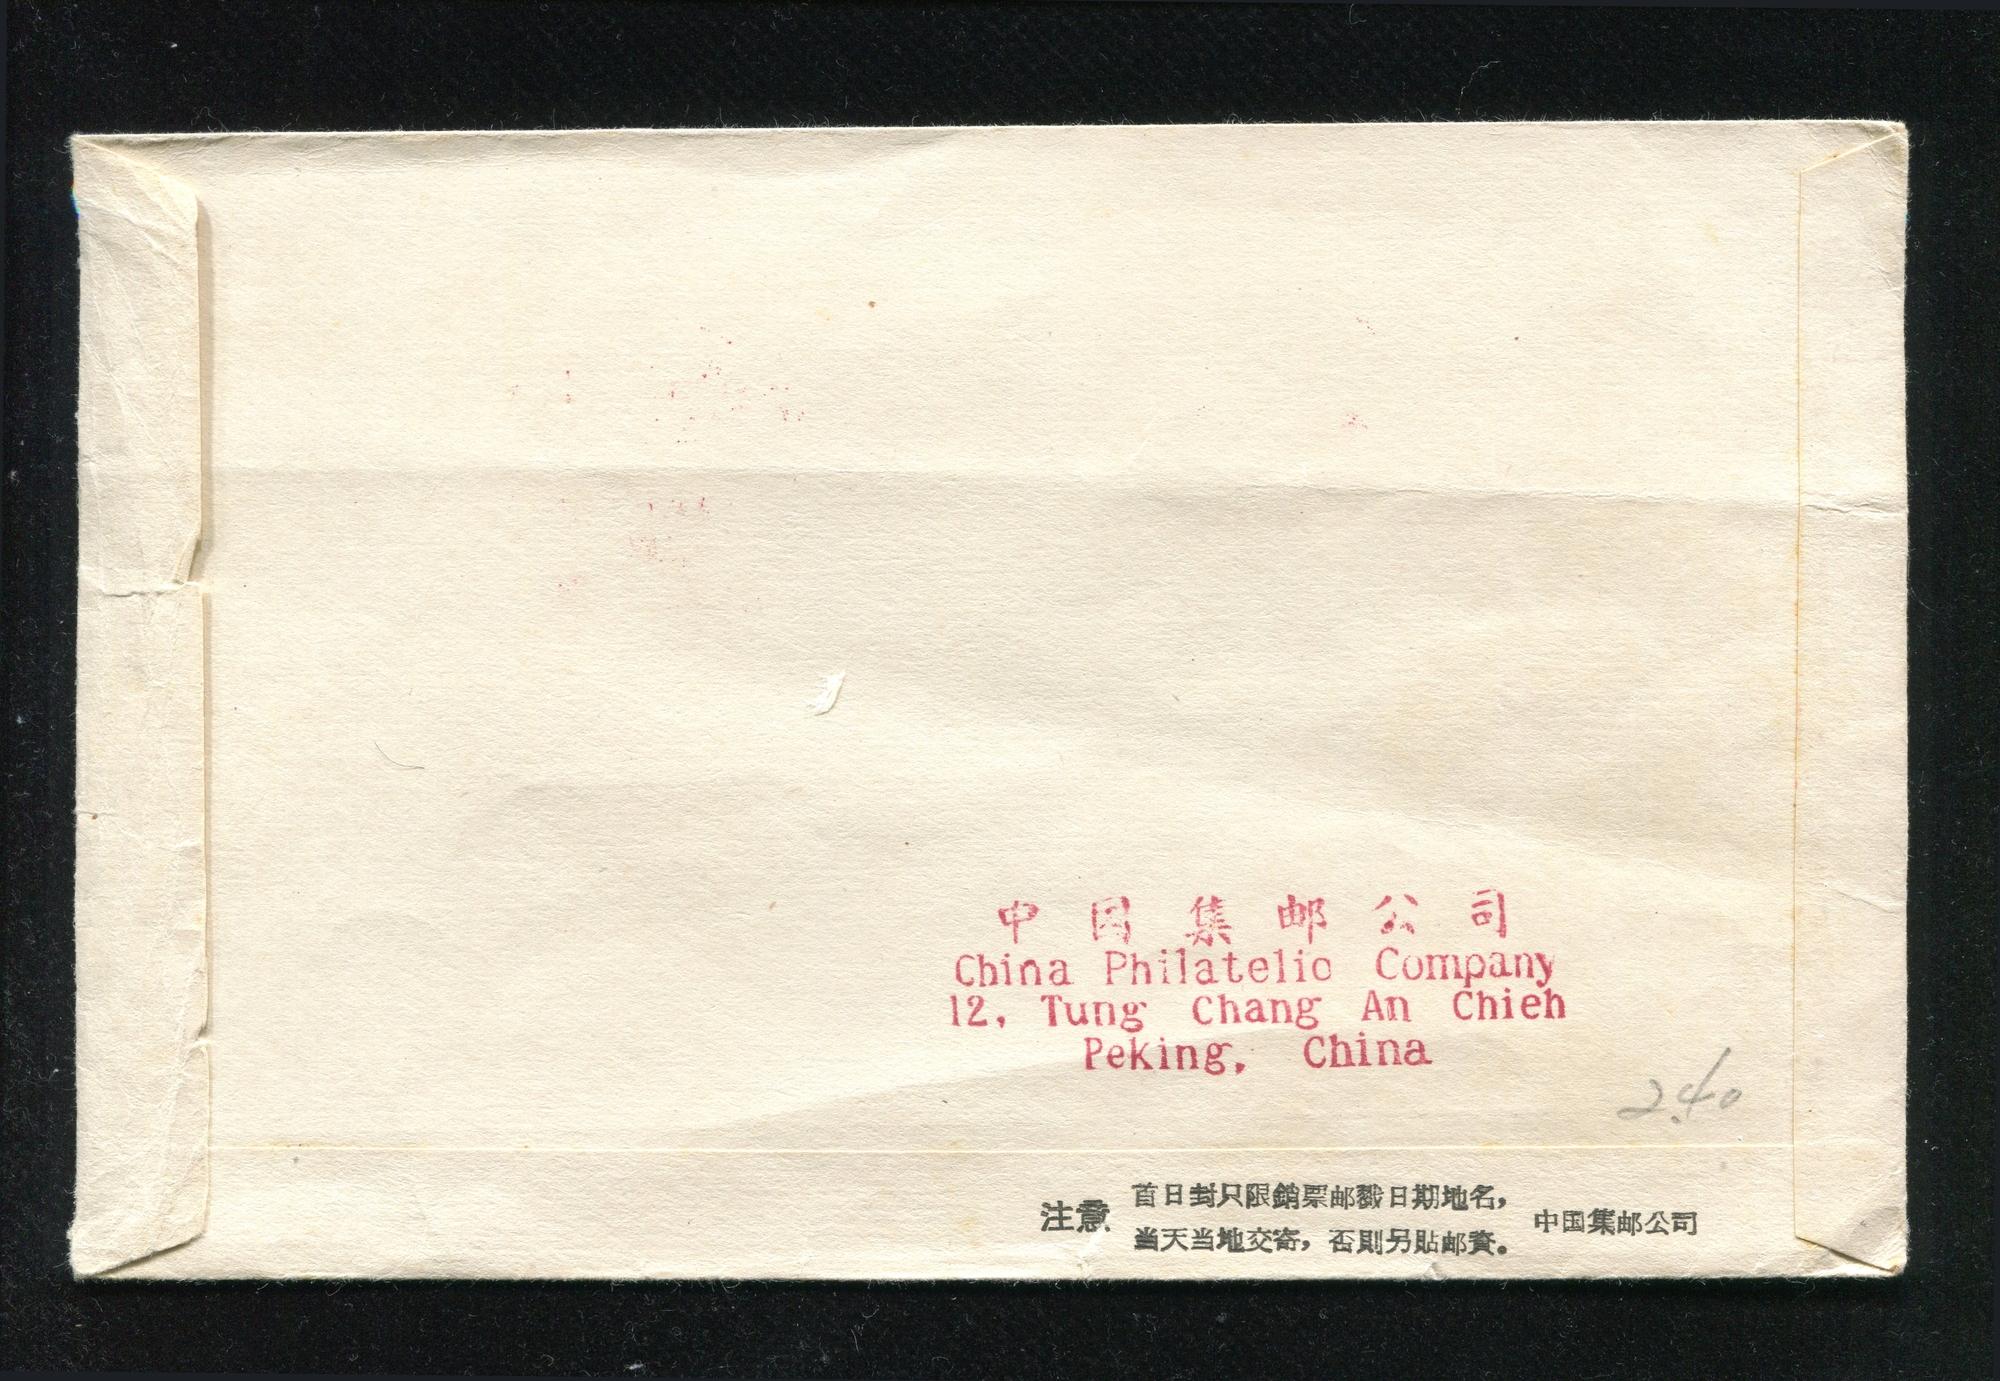 中国集邮公司
China Philatelic Company
12, Tung Chang An Chieh
Peking, China
240
注意 首日封只限銷票邮戳日期地名, 中国集邮公司
当天当地交寄,否則另貼邮資。